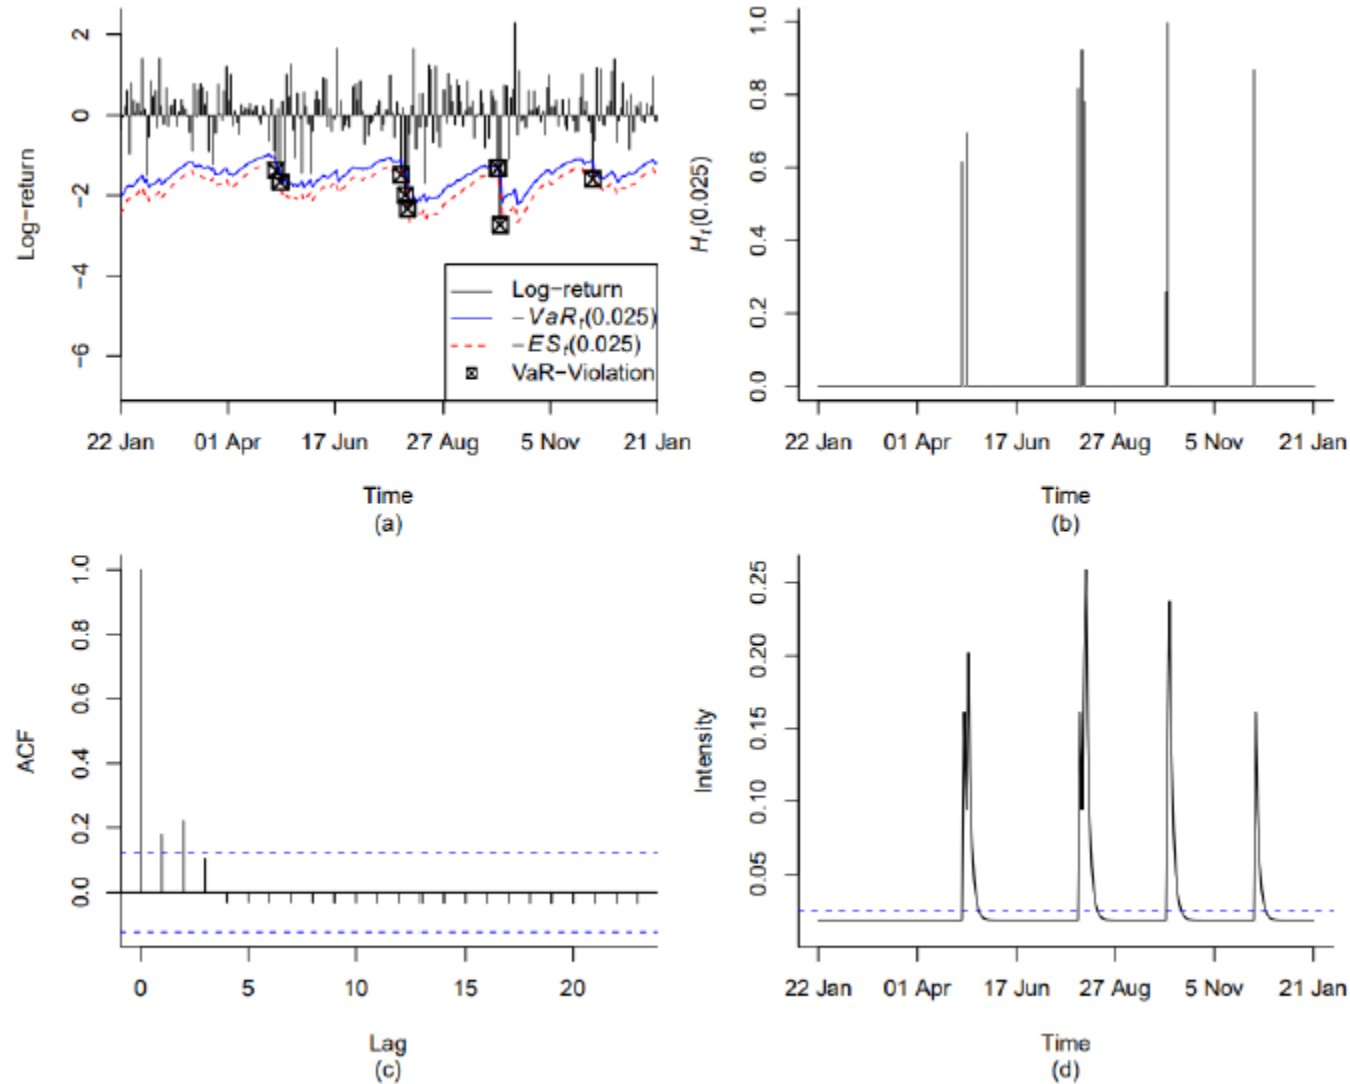 2
0
−2
−4
−6
Log−return
Log−return
−VaRt(0.025)
−ESt(0.025)
VaR−Violation
22 Jan 01 Apr 17 Jun 27 Aug 5 Nov 21 Jan
Time
(a)
1.0
0.8
0.6
0.4
0.2
0.0
Ht(0.025)
22 Jan 01 Apr 17 Jun 27 Aug 5 Nov 21 Jan
Time
(b)
1.0
0.8
0.6
0.4
0.2
0.0
ACF
0 5 10 15 20
Lag
(c)
0.25
0.20
0.15
0.10
0.05
Intensity
22 Jan 01 Apr 17 Jun 27 Aug 5 Nov 21 Jan
Time
(d)